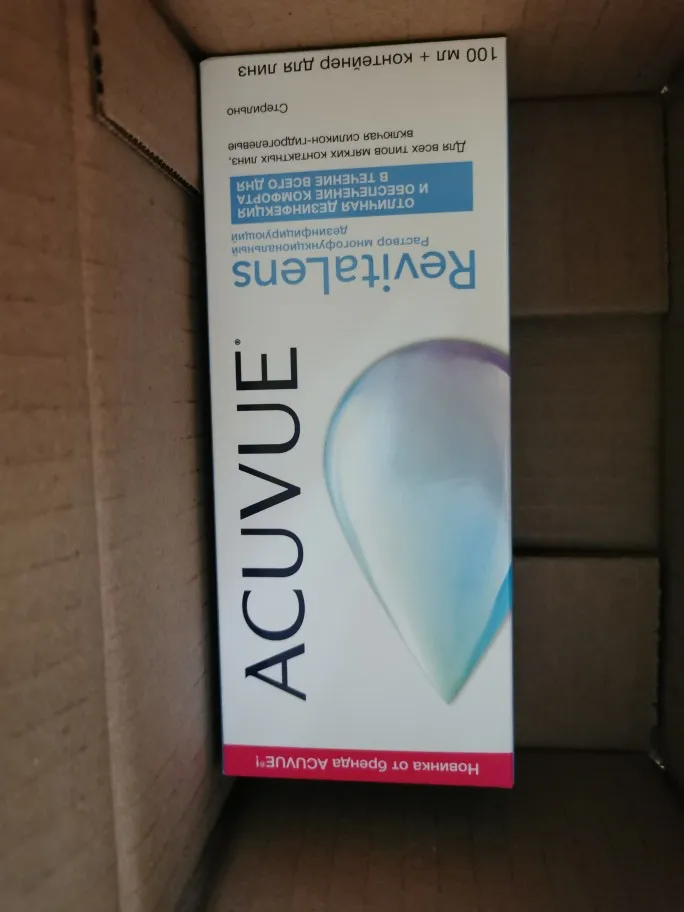 Новинка от бренда ACUVUE®!
ACUVUE®
RevitaLens
Раствор многофункциональный
дезинфицирующий
ОТЛИЧНАЯ ДЕЗИНФЕКЦИЯ
И ОБЕСПЕЧЕНИЕ КОМФОРТА
В ТЕЧЕНИЕ ВСЕГО ДНЯ
Для всех типов мягких контактных линз,
включая силикон-гидрогелевые
Стерильно
100 мл + контейнер для линз